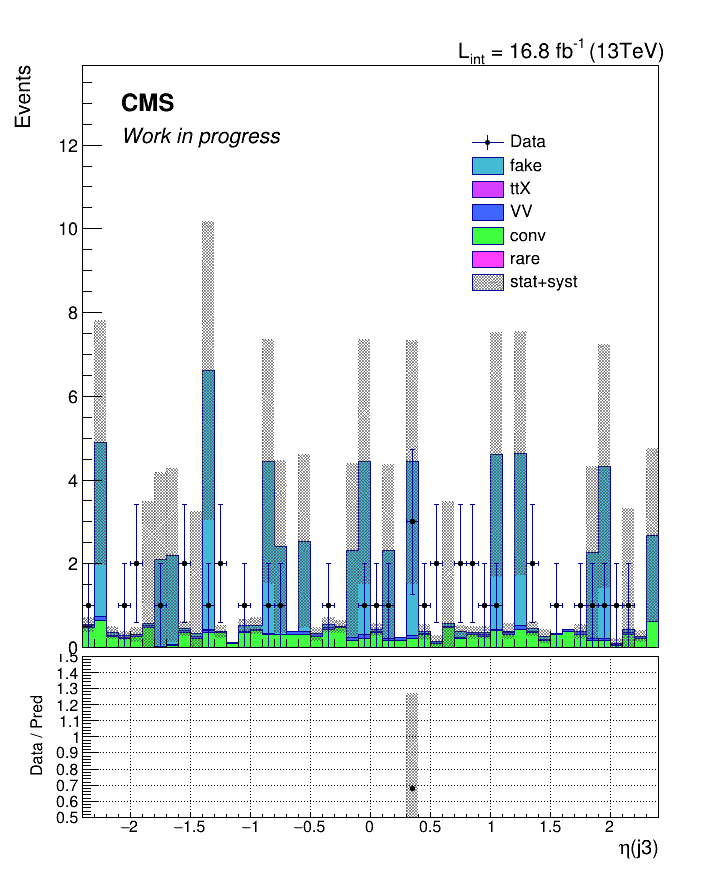 L_int = 16.8 fb^-1 (13TeV)
Events
CMS
Work in progress
Data
fake
ttX
VV
conv
rare
stat+syst
12
10
8
6
4
2
0
Data / Pred
1.5
1.4
1.3
1.2
1.1
1
0.9
0.8
0.7
0.6
0.5
−2 −1.5 −1 −0.5 0 0.5 1 1.5 2
η(j3)